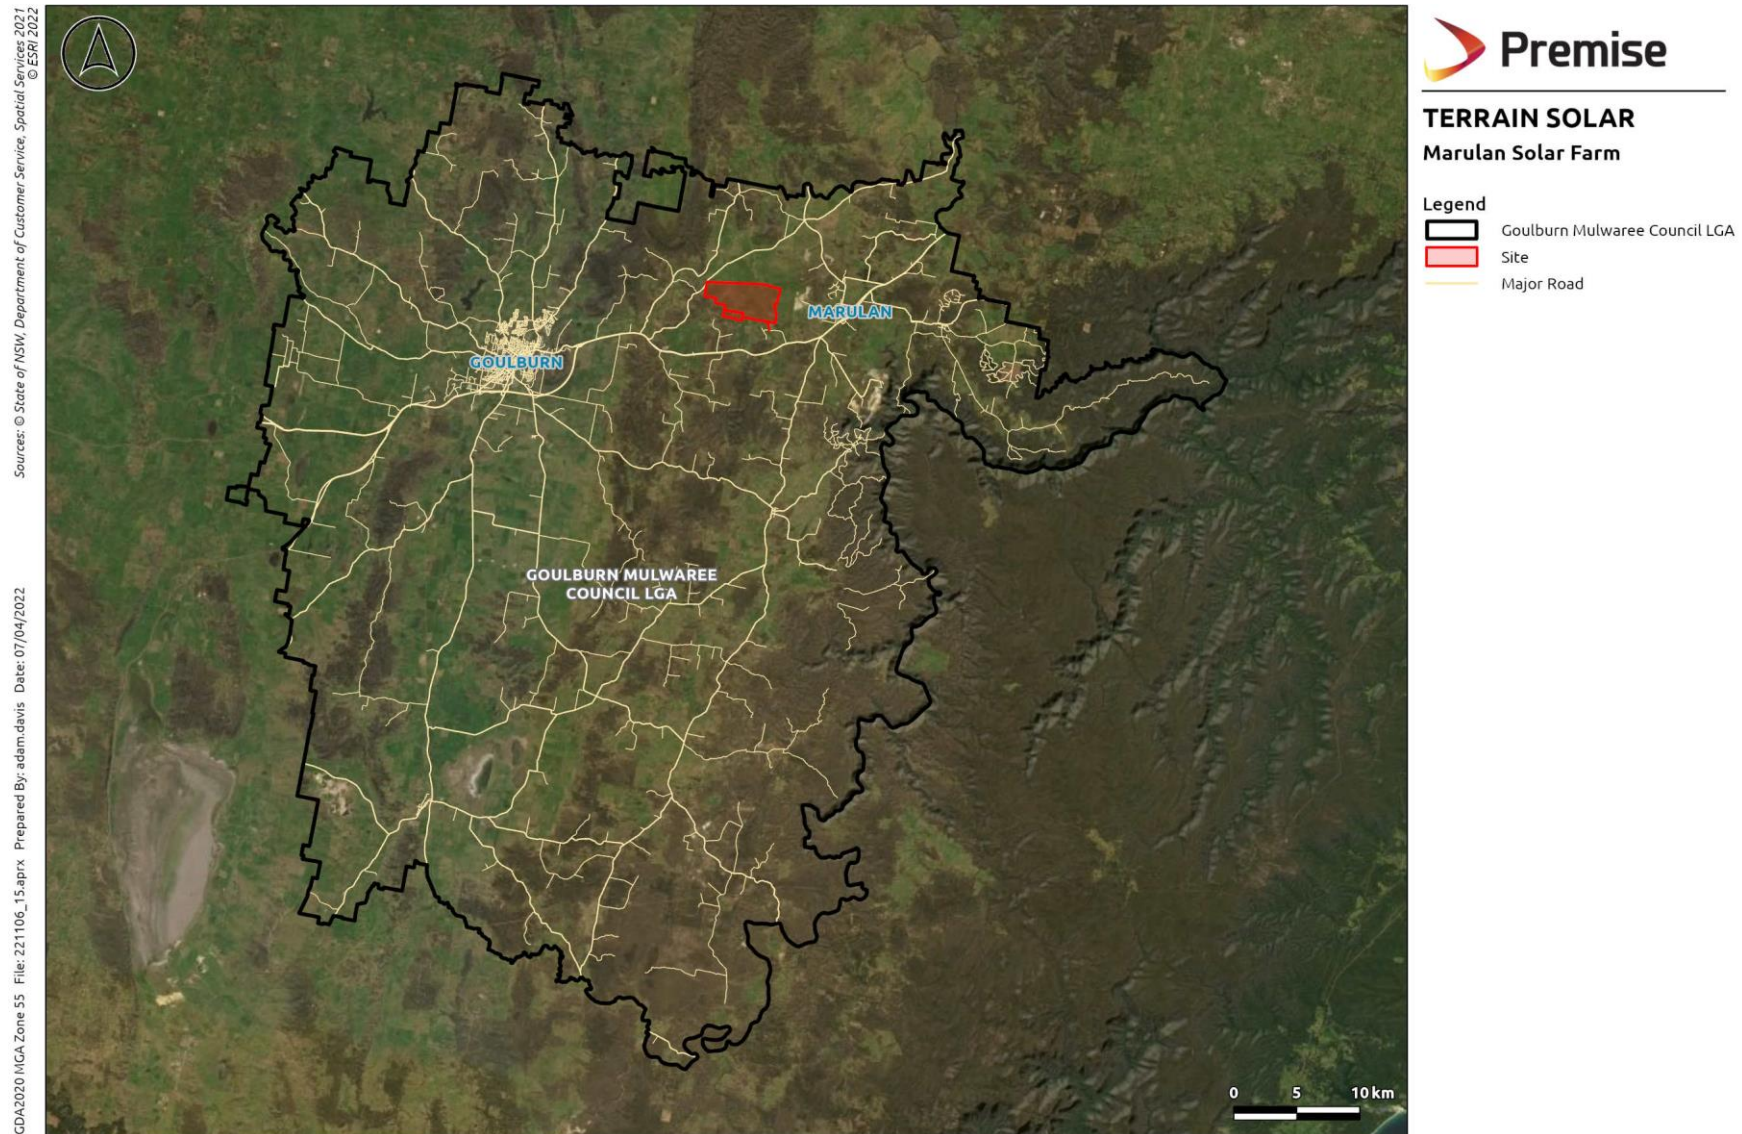 Sources: © State of NSW, Department of Customer Service, Spatial Services 2021
© ESRI 2022
GDA2020 MGA Zone 55 File: 221106_15.aprx Prepared By: adam.davis Date: 07/04/2022
Premise
TERRAIN SOLAR
Marulan Solar Farm
Legend
Goulburn Mulwaree Council LGA
Site
Major Road
MARULAN
GOULBURN
GOULBURN MULWAREE
COUNCIL LGA
0 5 10 km